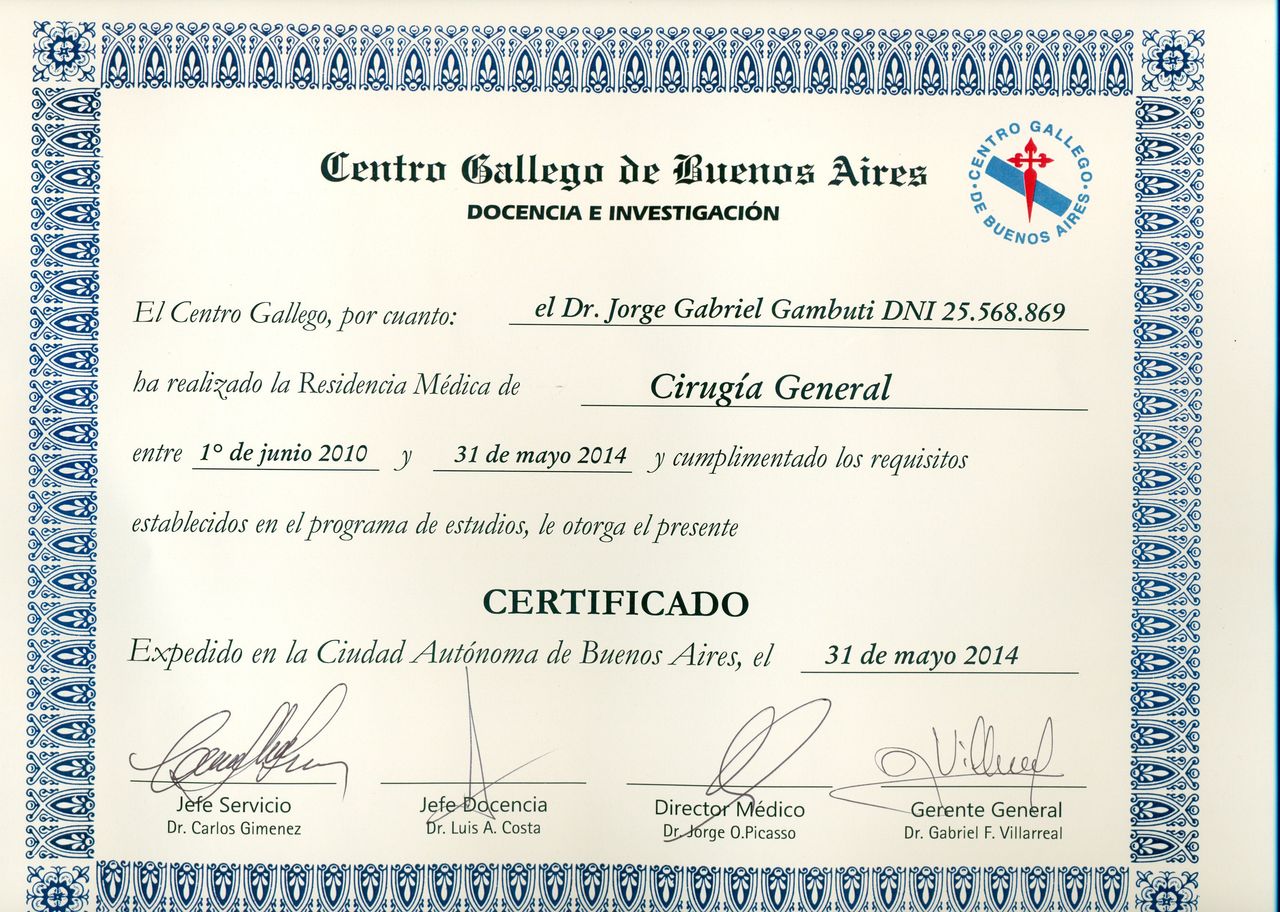 Centro Gallego de Buenos Aires
DOCENCIA E INVESTIGACIÓN
CENTRO GALLEGO
DE BUENOS AIRES
El Centro Gallego, por cuanto: el Dr. Jorge Gabriel Gambuti DNI 25.568.869
ha realizado la Residencia Médica de Cirugía General
entre 1° de junio 2010 y 31 de mayo 2014 y cumplimentado los requisitos
establecidos en el programa de estudios, le otorga el presente
CERTIFICADO
Expedido en la Ciudad Autónoma de Buenos Aires, el 31 de mayo 2014
Jefe Servicio Jefe Docencia Director Médico Gerente General
Dr. Carlos Gimenez Dr. Luis A. Costa Dr. Jorge O.Picasso Dr. Gabriel F. Villarreal